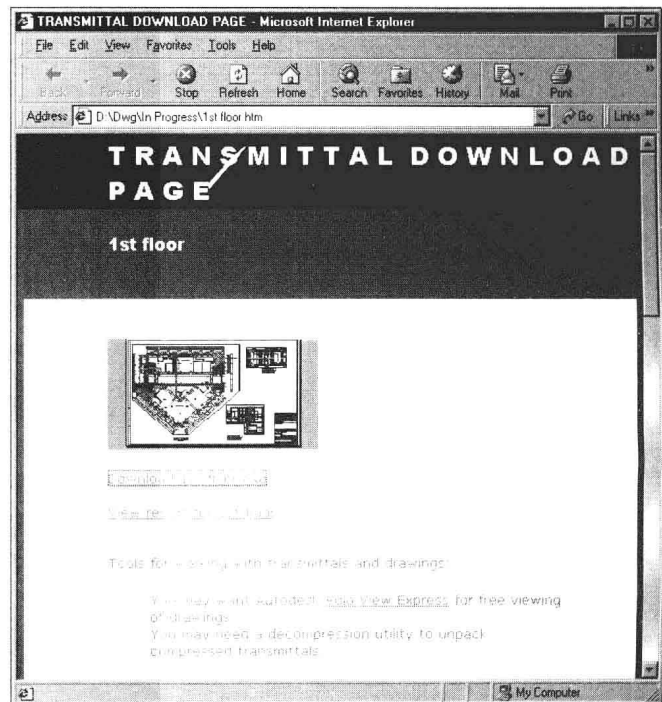 TRANSMITTAL DOWNLOAD PAGE - Microsoft Internet Explorer
File Edit View Favorites Tools Help
Back Forward Stop Refresh Home Search Favorites History Mail Print
Address D:\Dwg\In Progress\1st floor htm Go Links
TRANSMITTAL DOWNLOAD
PAGE
1st floor
Download
View
Tools for working with transmittals and drawings:
You may want Autodesk Volo View Express for free viewing
of drawings
You may need a decompression utility to unpack
compressed transmittals
My Computer